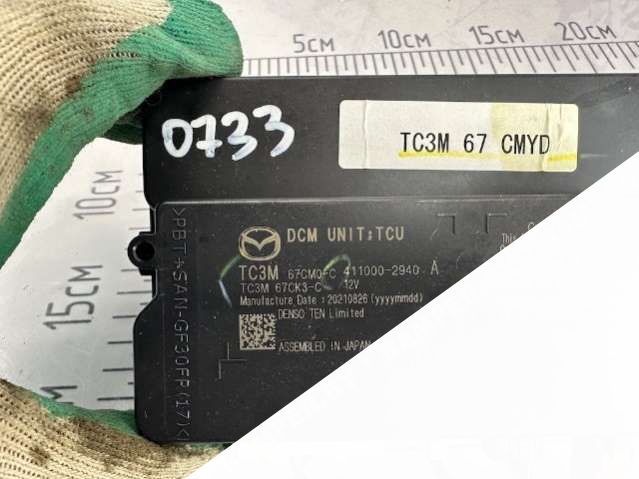 5CM 10CM 15CM 20CM
0733
TC3M 67 CMYD
10CM
15CM
>PBT*SAN-GF30FP(17)<
DCM UNIT:TCU
TC3M 67CM0-C 411000-2940 A
TC3M 67CK3-C 12V
Manufacture Date : 20210826 (yyyymmdd)
DENSO TEN Limited
ASSEMBLED IN JAPAN